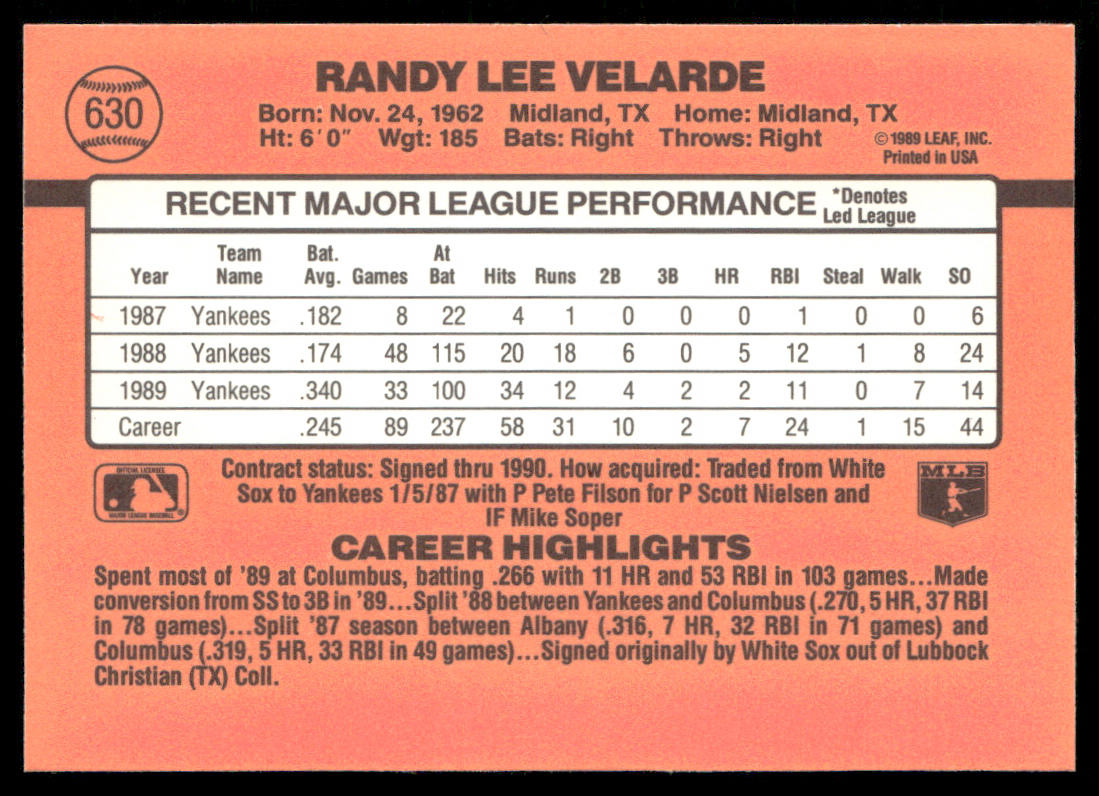 630
RANDY LEE VELARDE
Born: Nov. 24, 1962 Midland, TX Home: Midland, TX
Ht: 6'0" Wgt: 185 Bats: Right Throws: Right
©1989 LEAF, INC.
Printed in USA
RECENT MAJOR LEAGUE PERFORMANCE *Denotes Led League
Year Team Name Bat. Avg. Games At Bat Hits Runs 2B 3B HR RBI Steal Walk SO
1987 Yankees .182 8 22 4 1 0 0 0 1 0 0 6
1988 Yankees .174 48 115 20 18 6 0 5 12 1 8 24
1989 Yankees .340 33 100 34 12 4 2 2 11 0 7 14
Career .245 89 237 58 31 10 2 7 24 1 15 44
OFFICIAL LICENSEE
MAJOR LEAGUE BASEBALL
®
Contract status: Signed thru 1990. How acquired: Traded from White
Sox to Yankees 1/5/87 with P Pete Filson for P Scott Nielsen and
IF Mike Soper
MLB
CAREER HIGHLIGHTS
Spent most of '89 at Columbus, batting .266 with 11 HR and 53 RBI in 103 games...Made
conversion from SS to 3B in '89...Split '88 between Yankees and Columbus (.270, 5 HR, 37 RBI
in 78 games)...Split '87 season between Albany (.316, 7 HR, 32 RBI in 71 games) and
Columbus (.319, 5 HR, 33 RBI in 49 games)...Signed originally by White Sox out of Lubbock
Christian (TX) Coll.